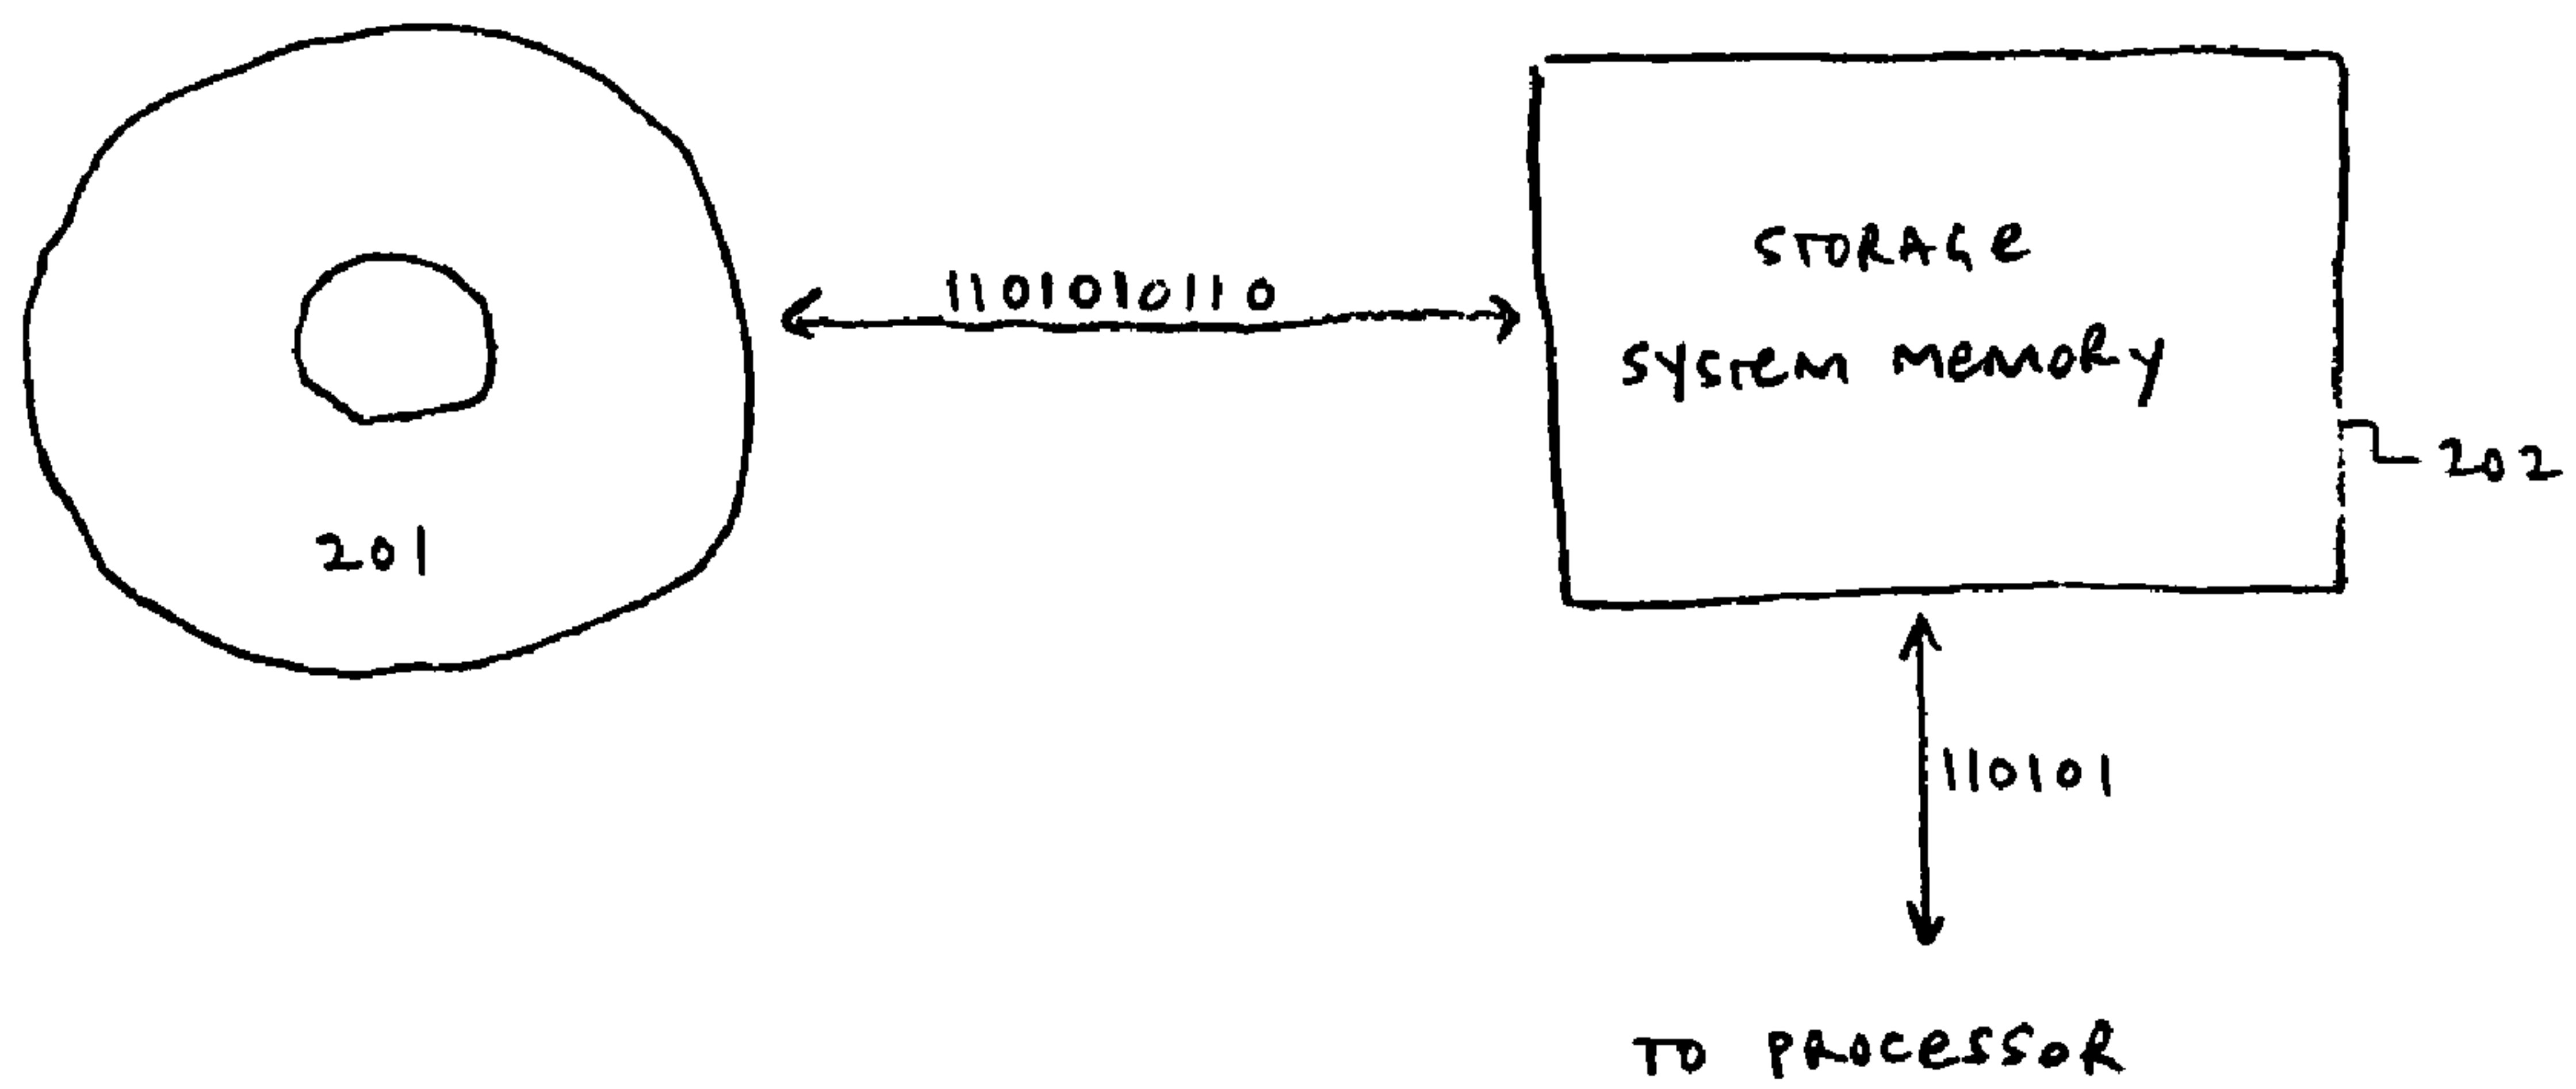 201
1101010110
STORAGE
SYSTEM MEMORY
202
110101
TO PROCESSOR